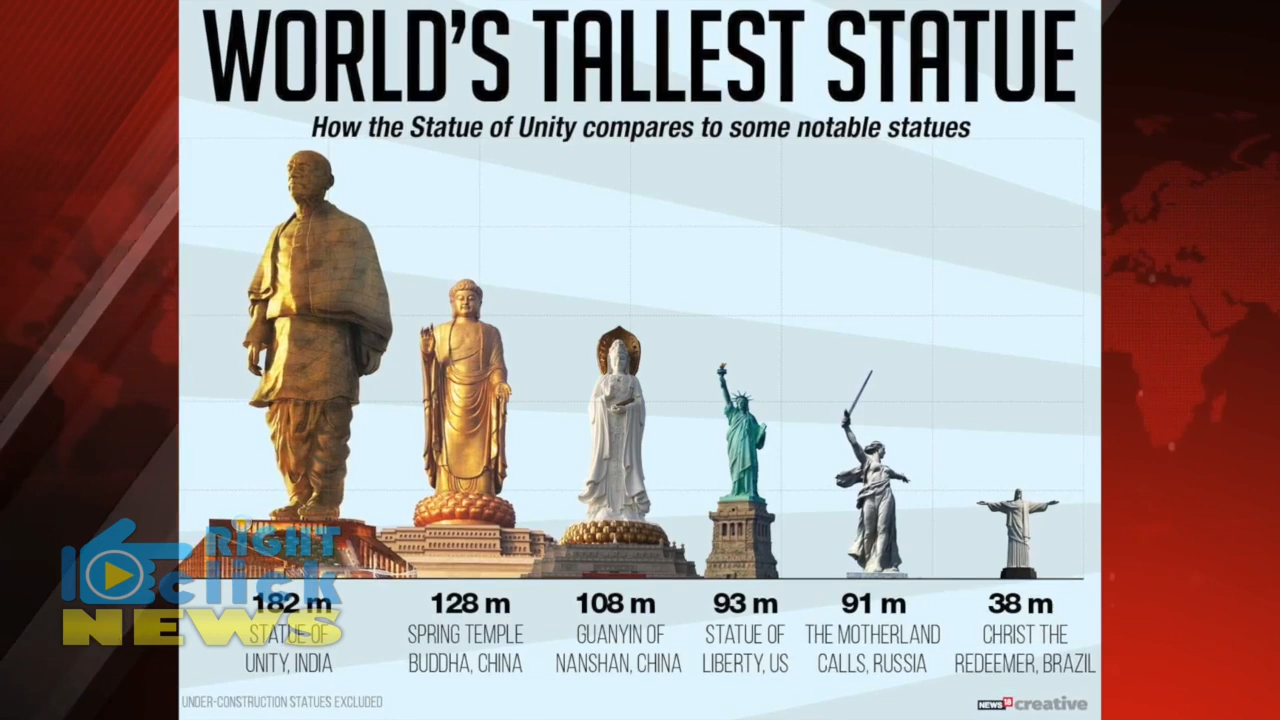 WORLD'S TALLEST STATUE
How the Statue of Unity compares to some notable statues
182 m
STATUE OF
UNITY, INDIA
128 m
SPRING TEMPLE
BUDDHA, CHINA
108 m
GUANYIN OF
NANSHAN, CHINA
93 m
STATUE OF
LIBERTY, US
91 m
THE MOTHERLAND
CALLS, RUSSIA
38 m
CHRIST THE
REDEEMER, BRAZIL
RIGHT
click
NEWS
UNDER-CONSTRUCTION STATUES EXCLUDED
NEWS18 creative